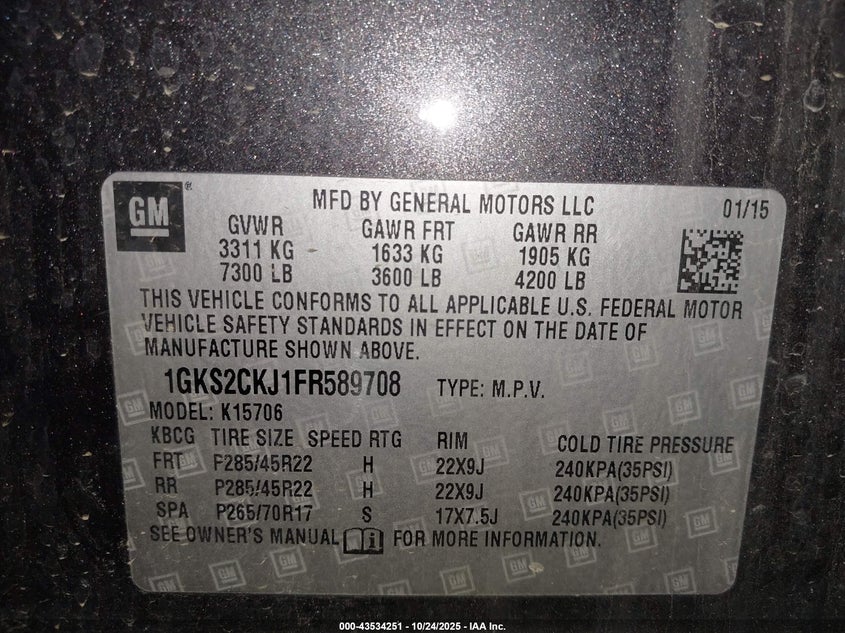 GM
®
MFD BY GENERAL MOTORS LLC 01/15
GVWR GAWR FRT GAWR RR
3311 KG 1633 KG 1905 KG
7300 LB 3600 LB 4200 LB
THIS VEHICLE CONFORMS TO ALL APPLICABLE U.S. FEDERAL MOTOR
VEHICLE SAFETY STANDARDS IN EFFECT ON THE DATE OF
MANUFACTURE SHOWN ABOVE.
1GKS2CKJ1FR589708 TYPE: M.P.V.
MODEL: K15706
KBCG TIRE SIZE SPEED RTG RIM COLD TIRE PRESSURE
FRT P285/45R22 H 22X9J 240KPA(35PSI)
RR P285/45R22 H 22X9J 240KPA(35PSI)
SPA P265/70R17 S 17X7.5J 240KPA(35PSI)
SEE OWNER'S MANUAL FOR MORE INFORMATION.
000-43534251 - 10/24/2025 - IAA Inc.